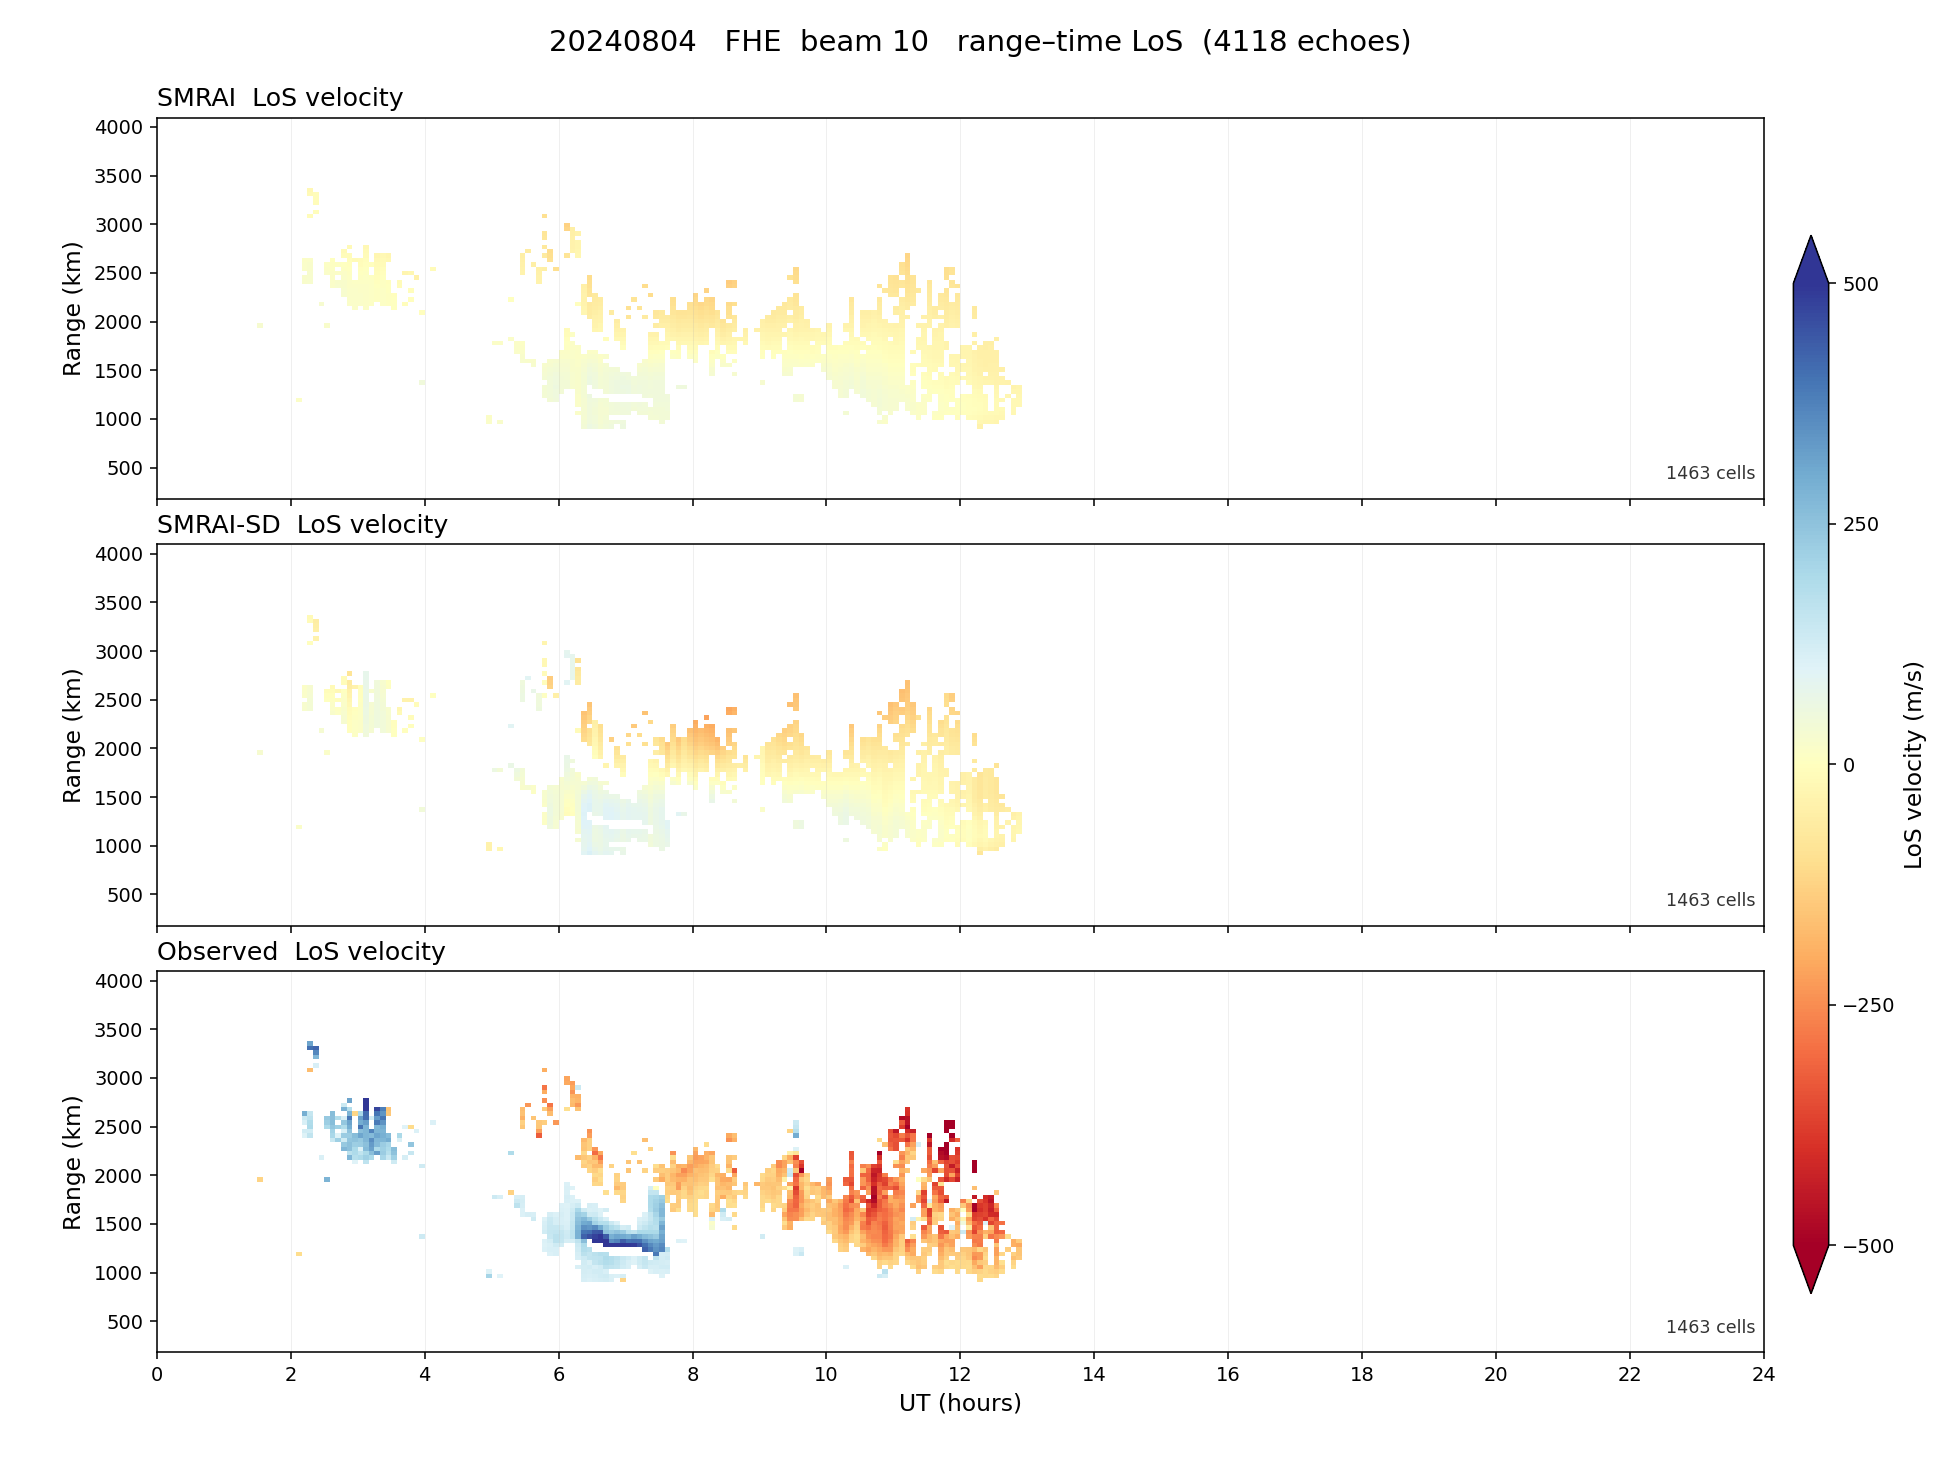 20240804   FHE  beam 10   range–time LoS  (4118 echoes)
SMRAI  LoS velocity
4000
3500
3000
2500
2000
1500
1000
500
Range (km)
1463 cells
SMRAI-SD  LoS velocity
4000
3500
3000
2500
2000
1500
1000
500
Range (km)
1463 cells
Observed  LoS velocity
4000
3500
3000
2500
2000
1500
1000
500
Range (km)
1463 cells
0 2 4 6 8 10 12 14 16 18 20 22 24
UT (hours)
500
250
0
−250
−500
LoS velocity (m/s)